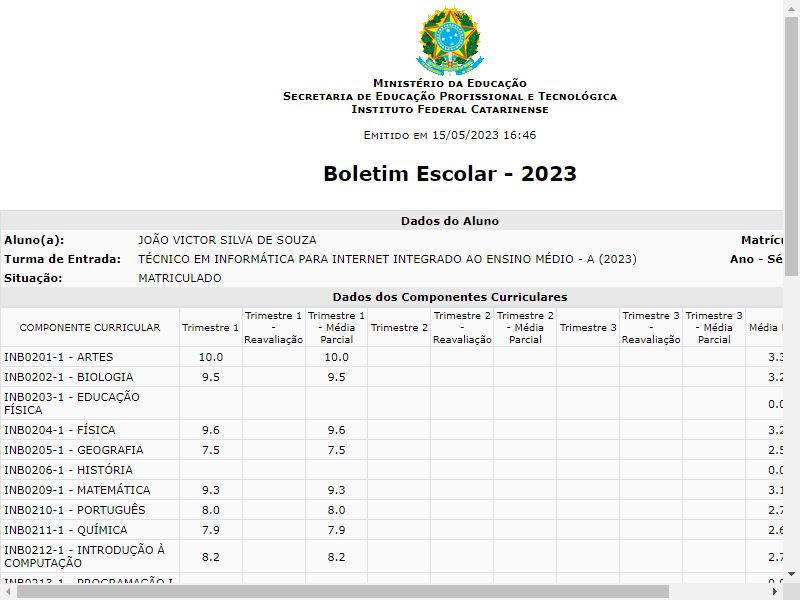 Ministério da Educação
Secretaria de Educação Profissional e Tecnológica
Instituto Federal Catarinense
Emitido em 15/05/2023 16:46
Boletim Escolar - 2023
Dados do Aluno
Aluno(a): JOÃO VICTOR SILVA DE SOUZA
Turma de Entrada: TÉCNICO EM INFORMÁTICA PARA INTERNET INTEGRADO AO ENSINO MÉDIO - A (2023) Ano -
Situação: MATRICULADO
Dados dos Componentes Curriculares
COMPONENTE CURRICULAR Trimestre 1 Trimestre 1 - Reavaliação Trimestre 1 - Média Parcial Trimestre 2 Trimestre 2 - Reavaliação Trimestre 2 - Média Parcial Trimestre 3 Trimestre 3 - Reavaliação Trimestre 3 - Média Parcial Média
INB0201-1 - ARTES 10.0 10.0 3.3
INB0202-1 - BIOLOGIA 9.5 9.5 3.2
INB0203-1 - EDUCAÇÃO
FÍSICA 0.0
INB0204-1 - FÍSICA 9.6 9.6 3.2
INB0205-1 - GEOGRAFIA 7.5 7.5 2.5
INB0206-1 - HISTÓRIA 0.0
INB0209-1 - MATEMÁTICA 9.3 9.3 3.1
INB0210-1 - PORTUGUÊS 8.0 8.0 2.7
INB0211-1 - QUÍMICA 7.9 7.9 2.6
INB0212-1 - INTRODUÇÃO À
COMPUTAÇÃO 8.2 8.2 2.7
INB0213-1 - PROGRAMAÇÃO I 0.0